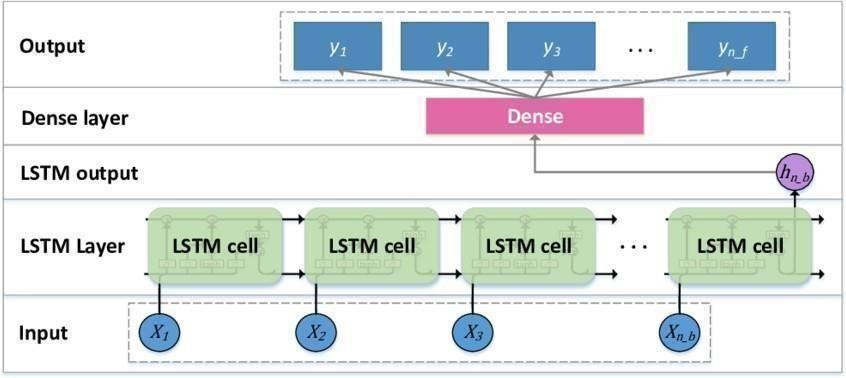 Output
y1 y2 y3 ... yn_f
Dense layer
Dense
LSTM output
hn_b
LSTM Layer
LSTM cell LSTM cell LSTM cell ... LSTM cell
Input
X1 X2 X3 Xn_b